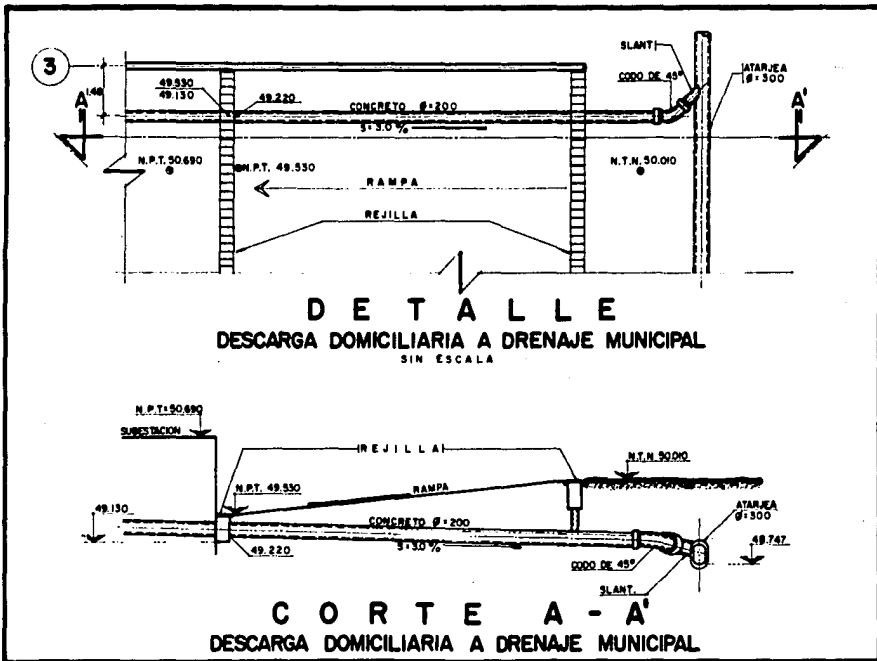 SLANT
3
CODO DE 45°
ATARJEA
Ø=300
1.48
49.530
49.130
49.220
CONCRETO Ø=200
A'
A'
S=3.0 %
N.P.T. 50.690
N.P.T. 49.530
N.T.N. 50.010
RAMPA
REJILLA
DETALLE
DESCARGA DOMICILIARIA A DRENAJE MUNICIPAL
SIN ESCALA
N.P.T=50.690
SUBESTACION
REJILLA
N.T.N. 50.010
N.P.T. 49.530
RAMPA
49.130
CONCRETO Ø=200
ATARJEA
Ø=300
49.220
S=3.0 %
48.747
CODO DE 45°
SLANT.
CORTE A - A'
DESCARGA DOMICILIARIA A DRENAJE MUNICIPAL